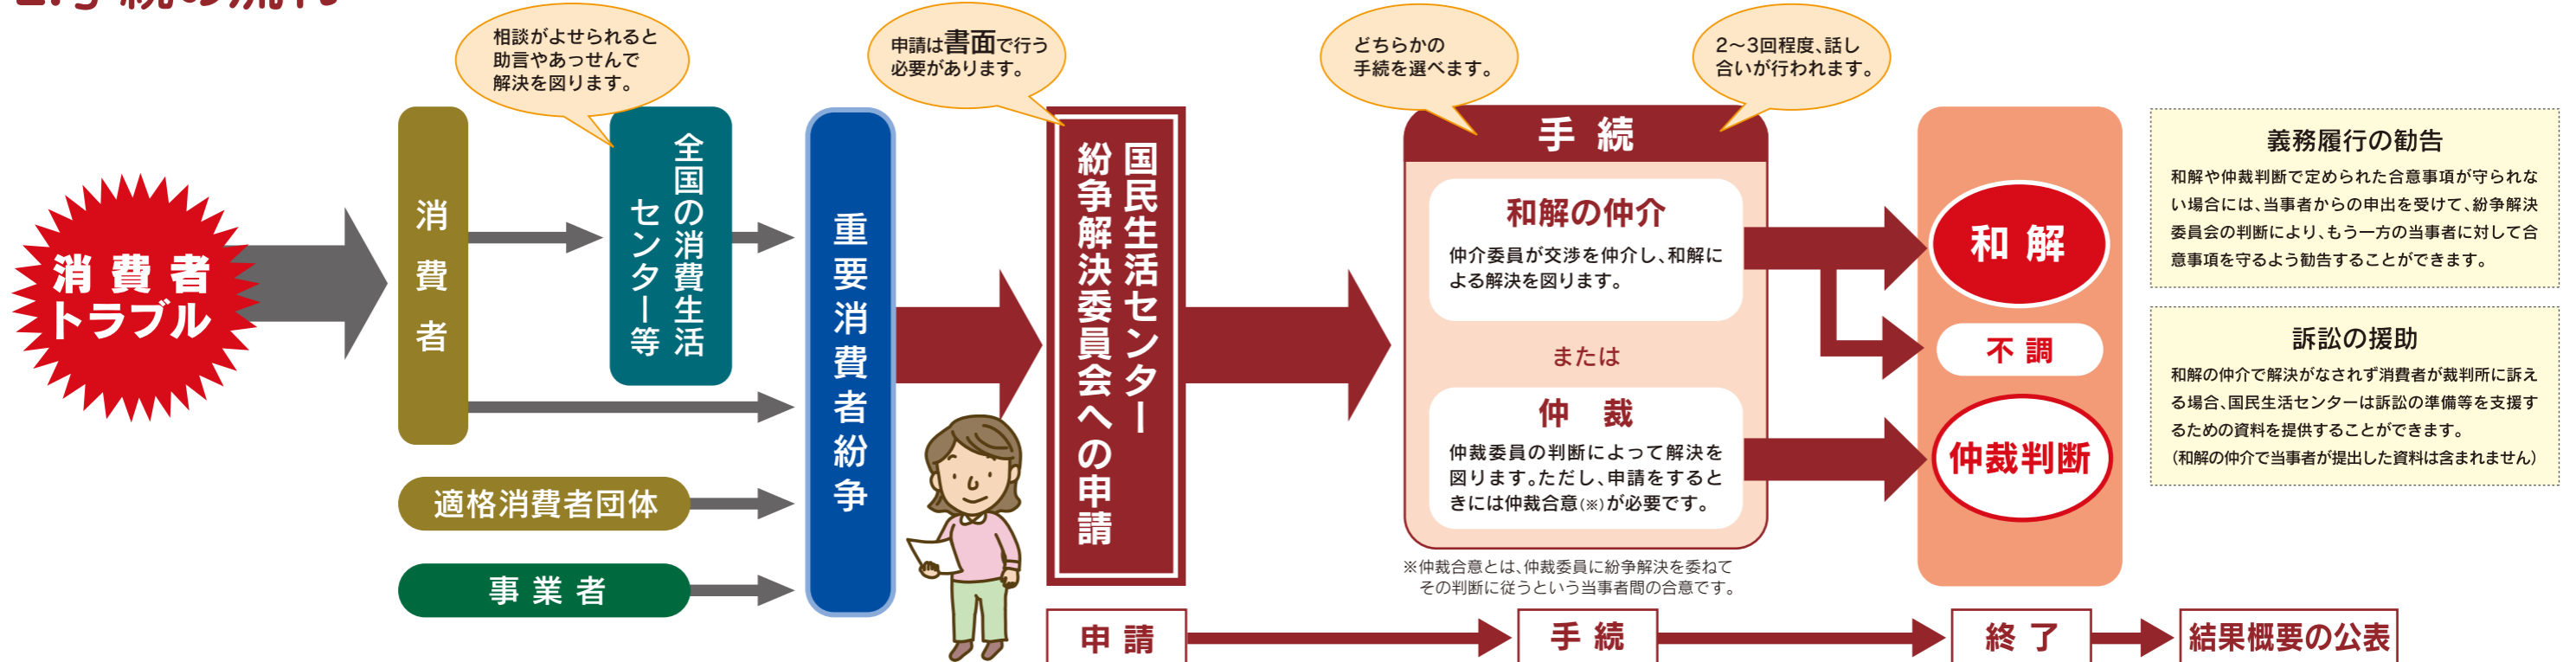 相談がよせられると
助言やあっせんで
解決を図ります。
申請は書面で行う
必要があります。
どちらかの
手続を選べます。
2〜3回程度、話し
合いが行われます。
消費者
トラブル
消費者
全国の消費生活
センター等
適格消費者団体
事業者
重要消費者紛争
国民生活センター
紛争解決委員会への申請
手続
和解の仲介
仲介委員が交渉を仲介し、和解に
よる解決を図ります。
または
仲裁
仲裁委員の判断によって解決を
図ります。ただし、申請をすると
きには仲裁合意(※)が必要です。
※仲裁合意とは、仲裁委員に紛争解決を委ねて
その判断に従うという当事者間の合意です。
和解
不調
仲裁判断
義務履行の勧告
和解や仲裁判断で定められた合意事項が守られな
い場合には、当事者からの申出を受けて、紛争解決
委員会の判断により、もう一方の当事者に対して合
意事項を守るよう勧告することができます。
訴訟の援助
和解の仲介で解決がなされず消費者が裁判所に訴え
る場合、国民生活センターは訴訟の準備等を支援す
るための資料を提供することができます。
(和解の仲介で当事者が提出した資料は含まれません)
申請
手続
終了
結果概要の公表